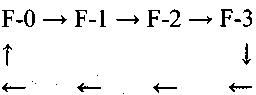 F-0 → F-1 → F-2 → F-3
↑ ↓
← ← ← ←